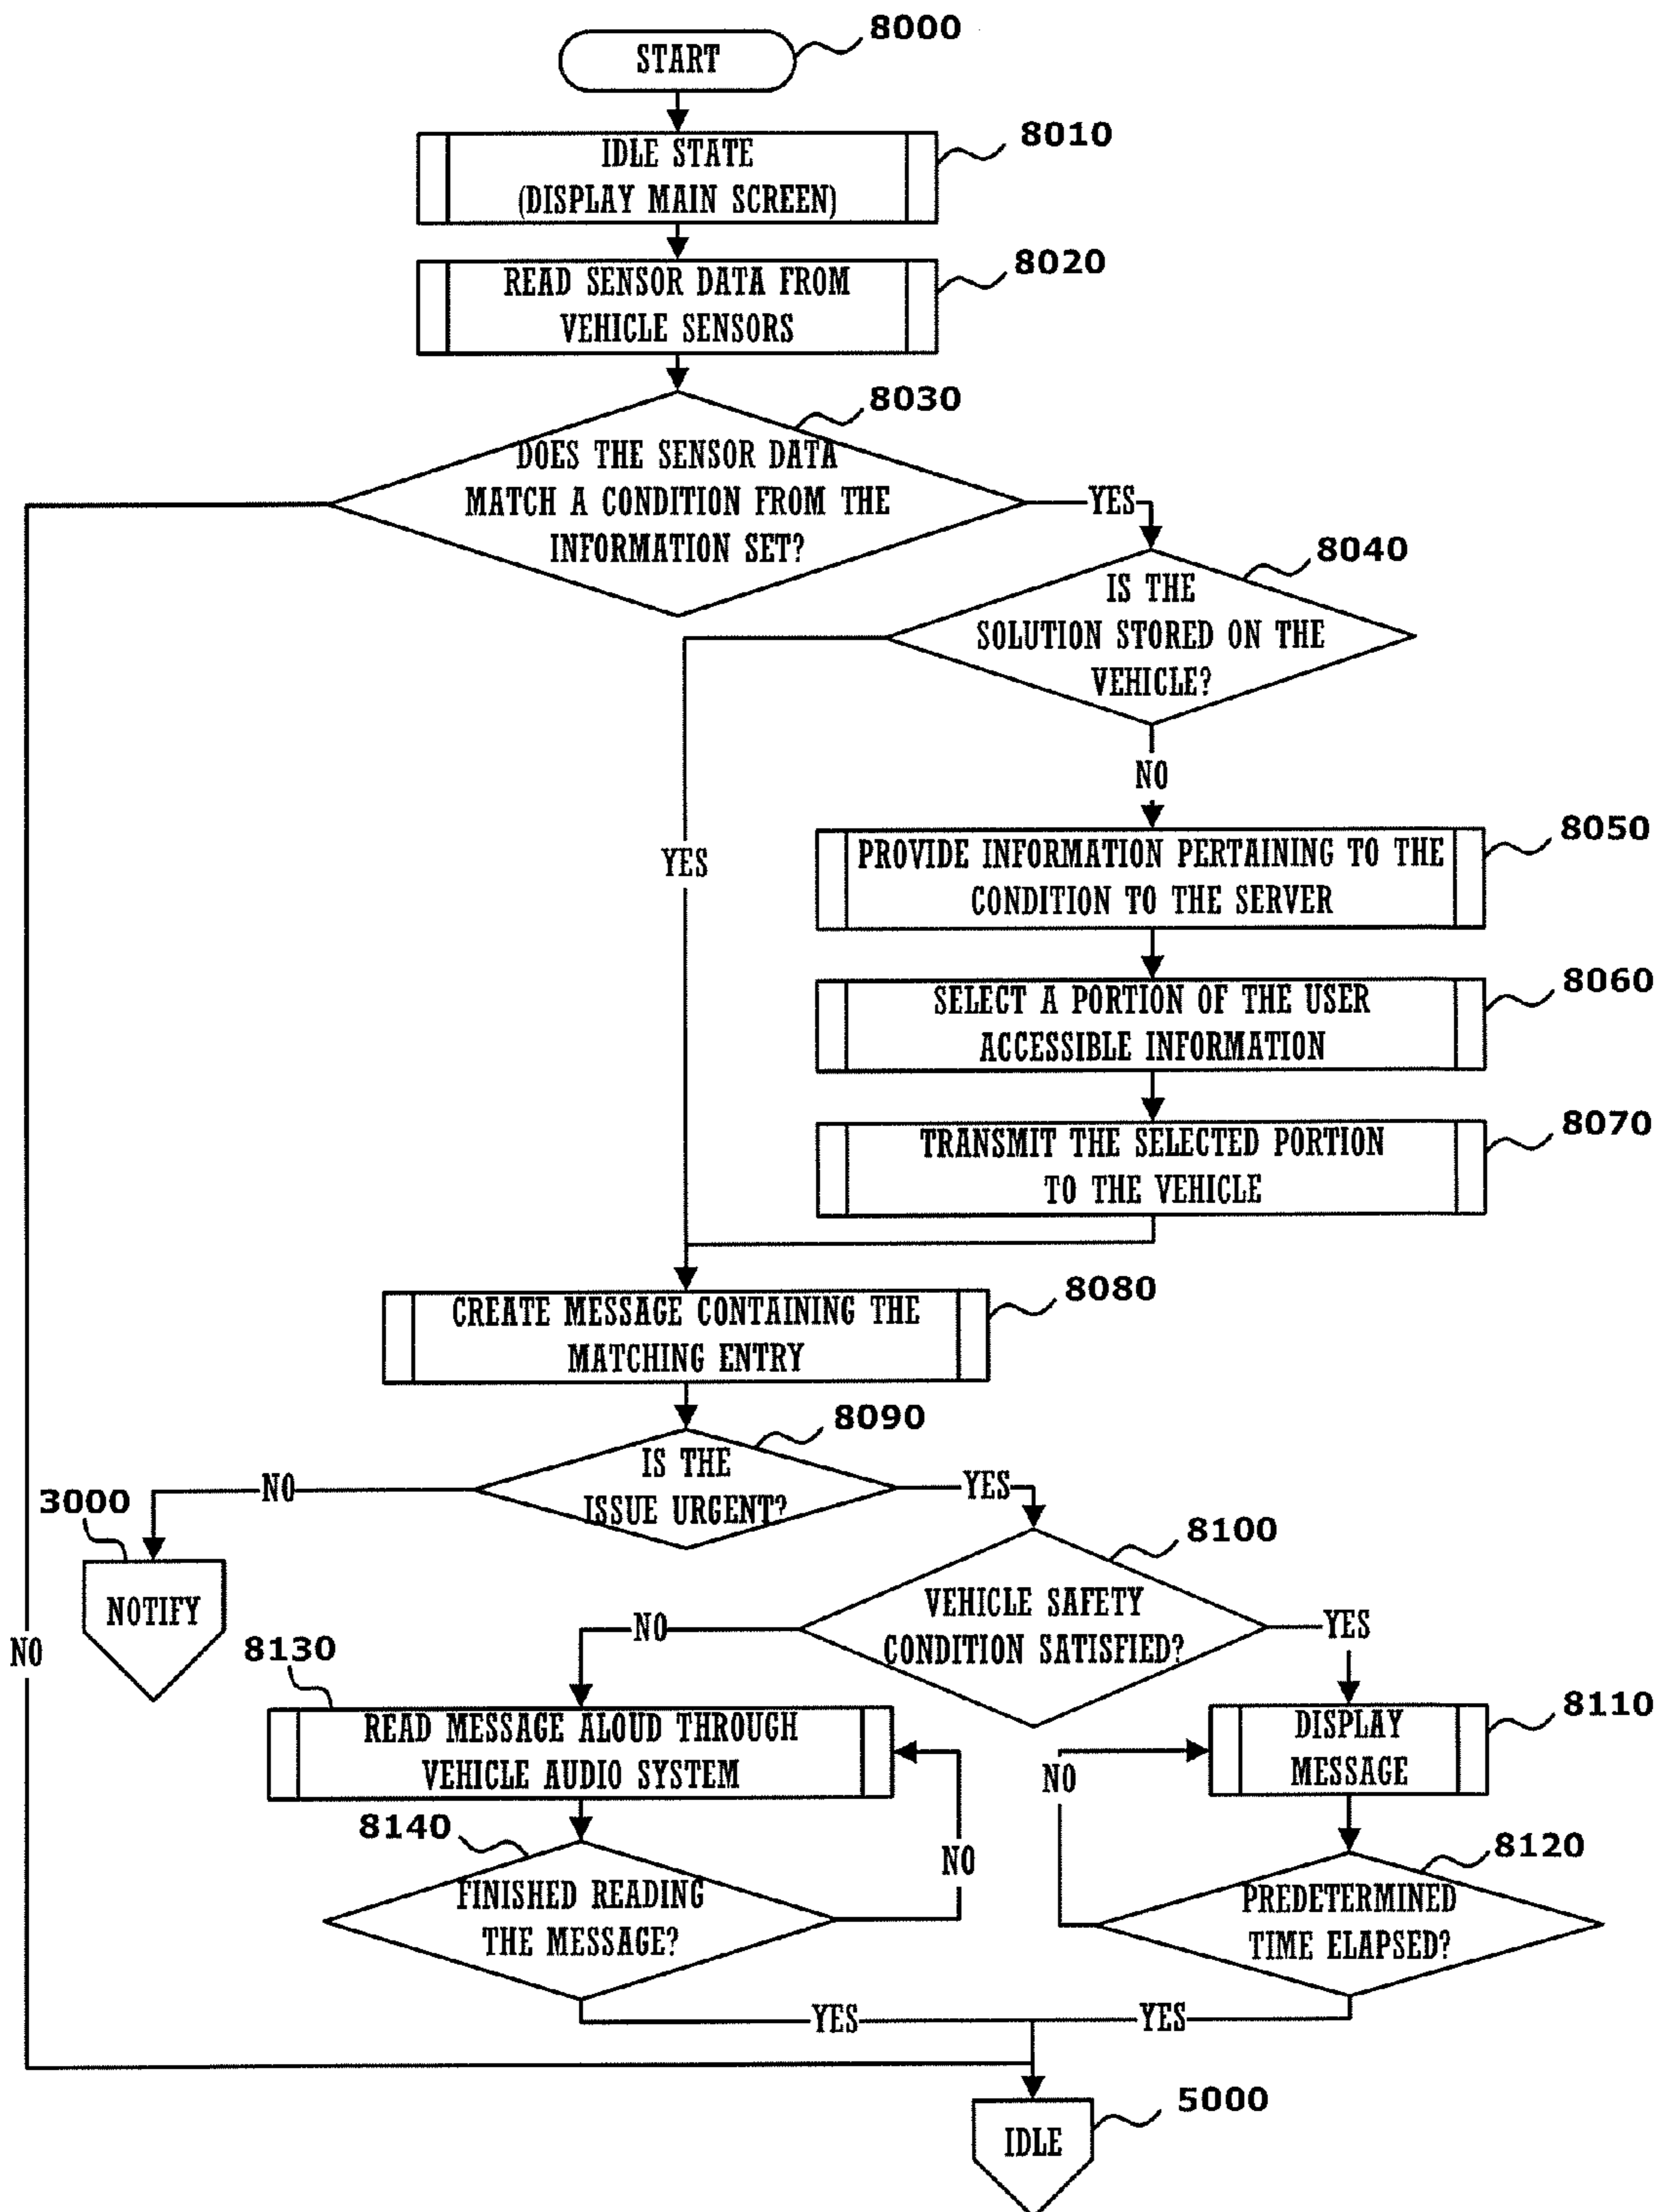 8000
START
8010
IDLE STATE
(DISPLAY MAIN SCREEN)
8020
READ SENSOR DATA FROM
VEHICLE SENSORS
8030
DOES THE SENSOR DATA
MATCH A CONDITION FROM THE
INFORMATION SET?
YES
8040
IS THE
SOLUTION STORED ON THE
VEHICLE?
NO
YES
8050
PROVIDE INFORMATION PERTAINING TO THE
CONDITION TO THE SERVER
8060
SELECT A PORTION OF THE USER
ACCESSIBLE INFORMATION
8070
TRANSMIT THE SELECTED PORTION
TO THE VEHICLE
8080
CREATE MESSAGE CONTAINING THE
MATCHING ENTRY
8090
IS THE
ISSUE URGENT?
NO
YES
3000
NOTIFY
8100
VEHICLE SAFETY
CONDITION SATISFIED?
NO
YES
NO
8130
READ MESSAGE ALOUD THROUGH
VEHICLE AUDIO SYSTEM
8110
DISPLAY
MESSAGE
NO
8140
FINISHED READING
THE MESSAGE?
NO
8120
PREDETERMINED
TIME ELAPSED?
YES
YES
5000
IDLE